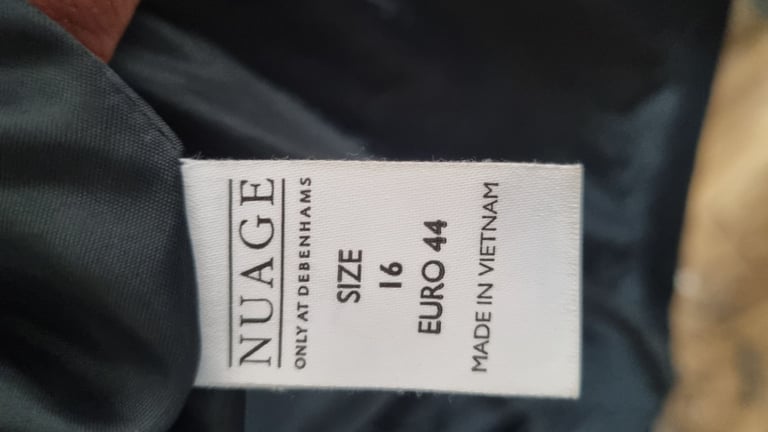 NUAGE
ONLY AT DEBENHAMS
SIZE
16
EURO 44
MADE IN VIETNAM